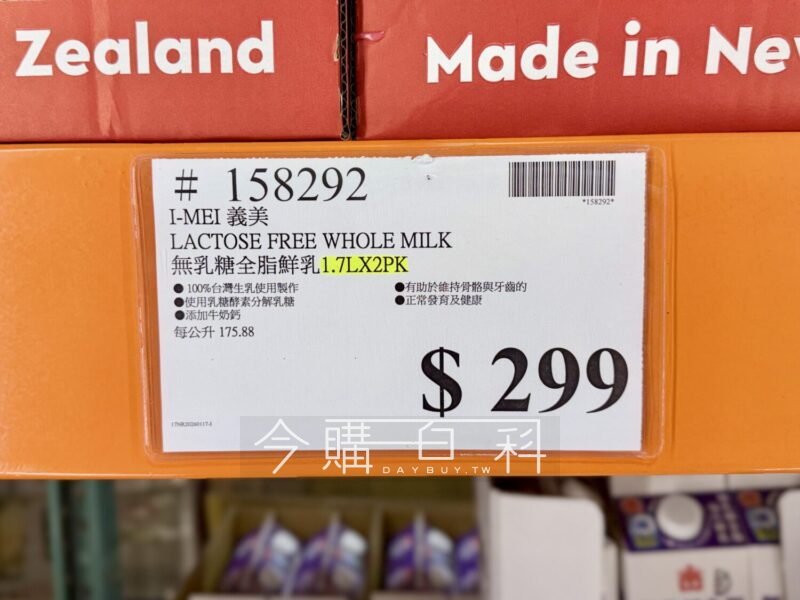 Zealand
Made in Ne
# 158292
*158292*
I-MEI 義美
LACTOSE FREE WHOLE MILK
無乳糖全脂鮮乳1.7LX2PK
● 100%台灣生乳使用製作
●使用乳糖酵素分解乳糖
●添加牛奶鈣
●有助於維持骨骼與牙齒的
●正常發育及健康
每公升 175.88
$ 299
今購百科
DAYBUY.TW